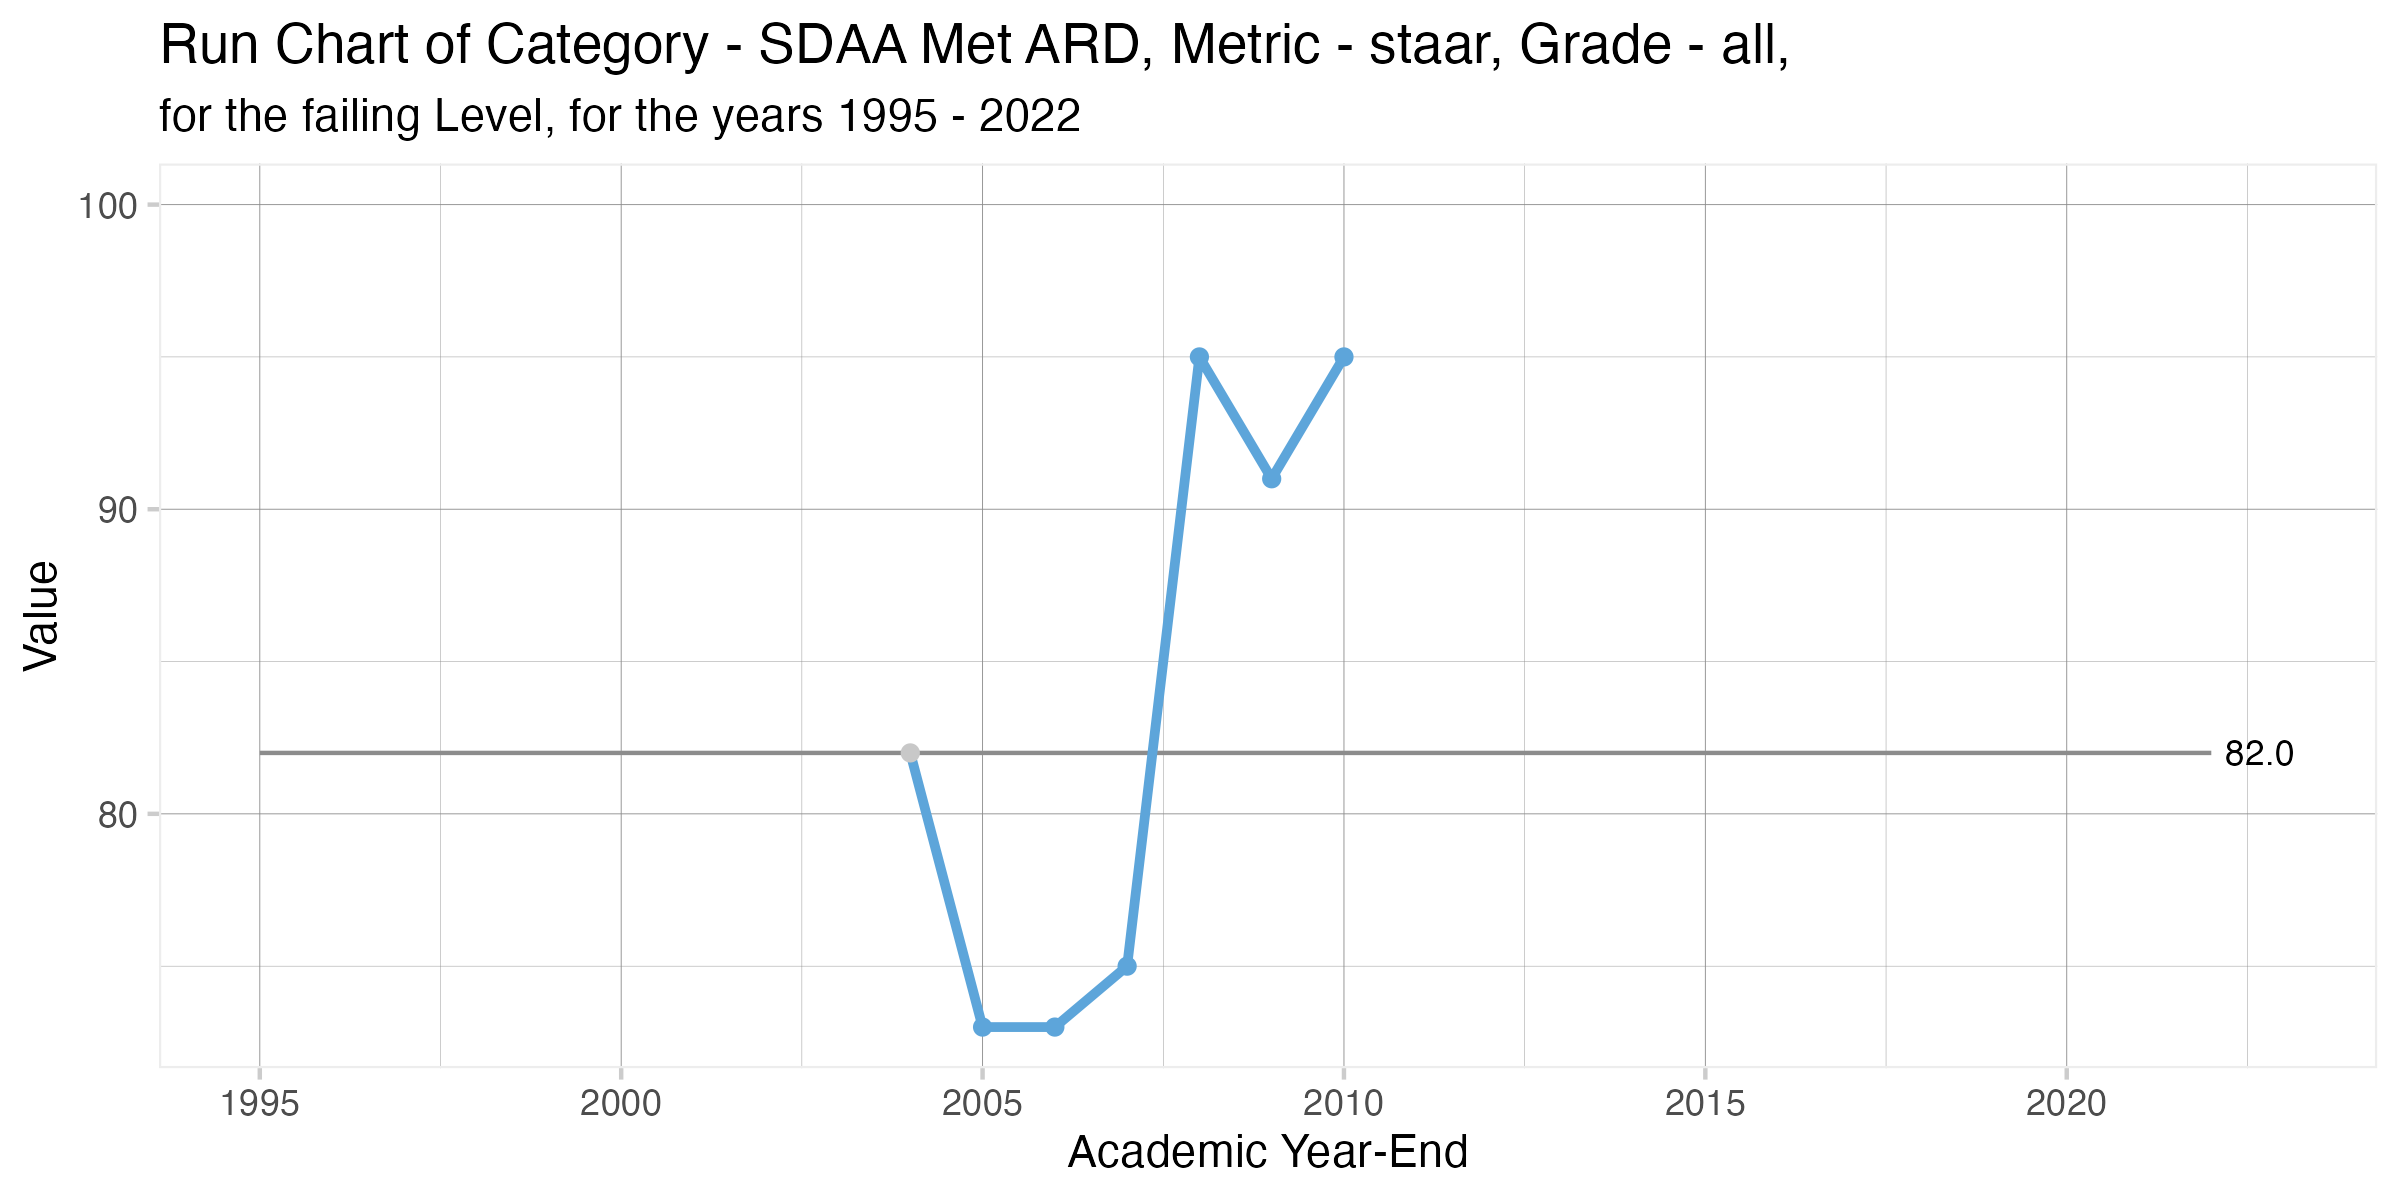 Run Chart of Category - SDAA Met ARD, Metric - staar, Grade - all,
for the failing Level, for the years 1995 - 2022
100
90
80
Value
82.0
1995 2000 2005 2010 2015 2020
Academic Year-End